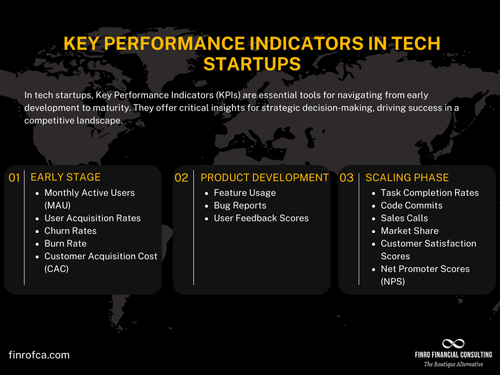 KEY PERFORMANCE INDICATORS IN TECH
STARTUPS
In tech startups, Key Performance Indicators (KPIs) are essential tools for navigating from early
development to maturity. They offer critical insights for strategic decision-making, driving success in a
competitive landscape.
01 EARLY STAGE
• Monthly Active Users
(MAU)
• User Acquisition Rates
• Churn Rates
• Burn Rate
• Customer Acquisition Cost
(CAC)
02 PRODUCT DEVELOPMENT
• Feature Usage
• Bug Reports
• User Feedback Scores
03 SCALING PHASE
• Task Completion Rates
• Code Commits
• Sales Calls
• Market Share
• Customer Satisfaction
Scores
• Net Promoter Scores
(NPS)
finrofca.com
FINRO FINANCIAL CONSULTING
The Boutique Alternative